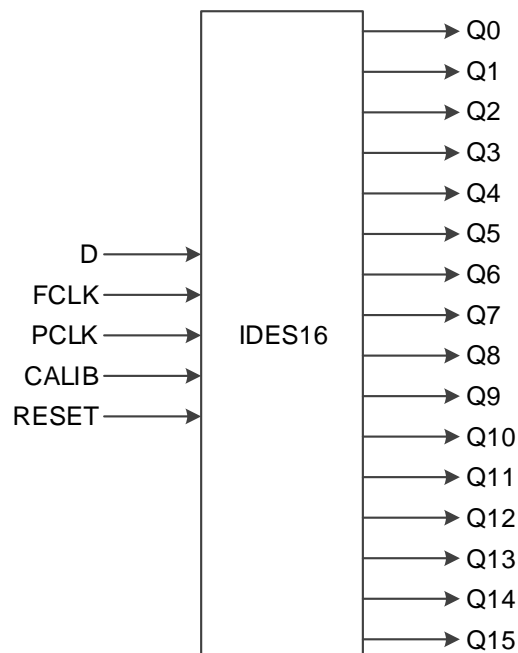 D
FCLK
PCLK
CALIB
RESET
IDES16
Q0
Q1
Q2
Q3
Q4
Q5
Q6
Q7
Q8
Q9
Q10
Q11
Q12
Q13
Q14
Q15